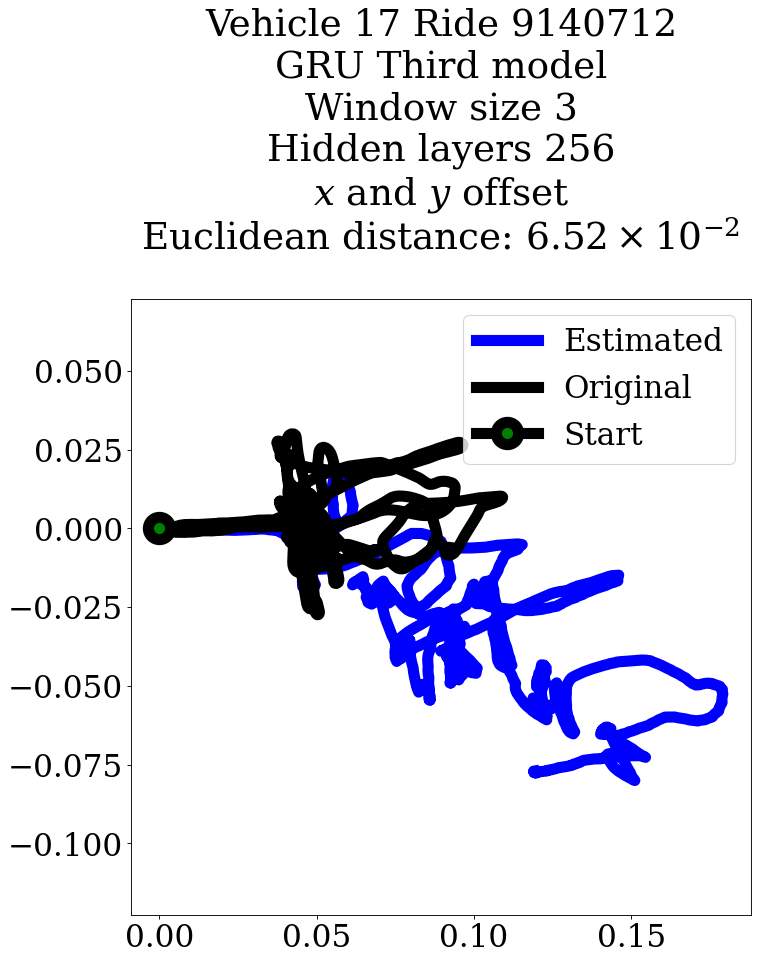 Vehicle 17 Ride 9140712
GRU Third model
Window size 3
Hidden layers 256
x and y offset
Euclidean distance: 6.52 × 10⁻²
Estimated
Original
Start
0.050
0.025
0.000
−0.025
−0.050
−0.075
−0.100
0.00 0.05 0.10 0.15